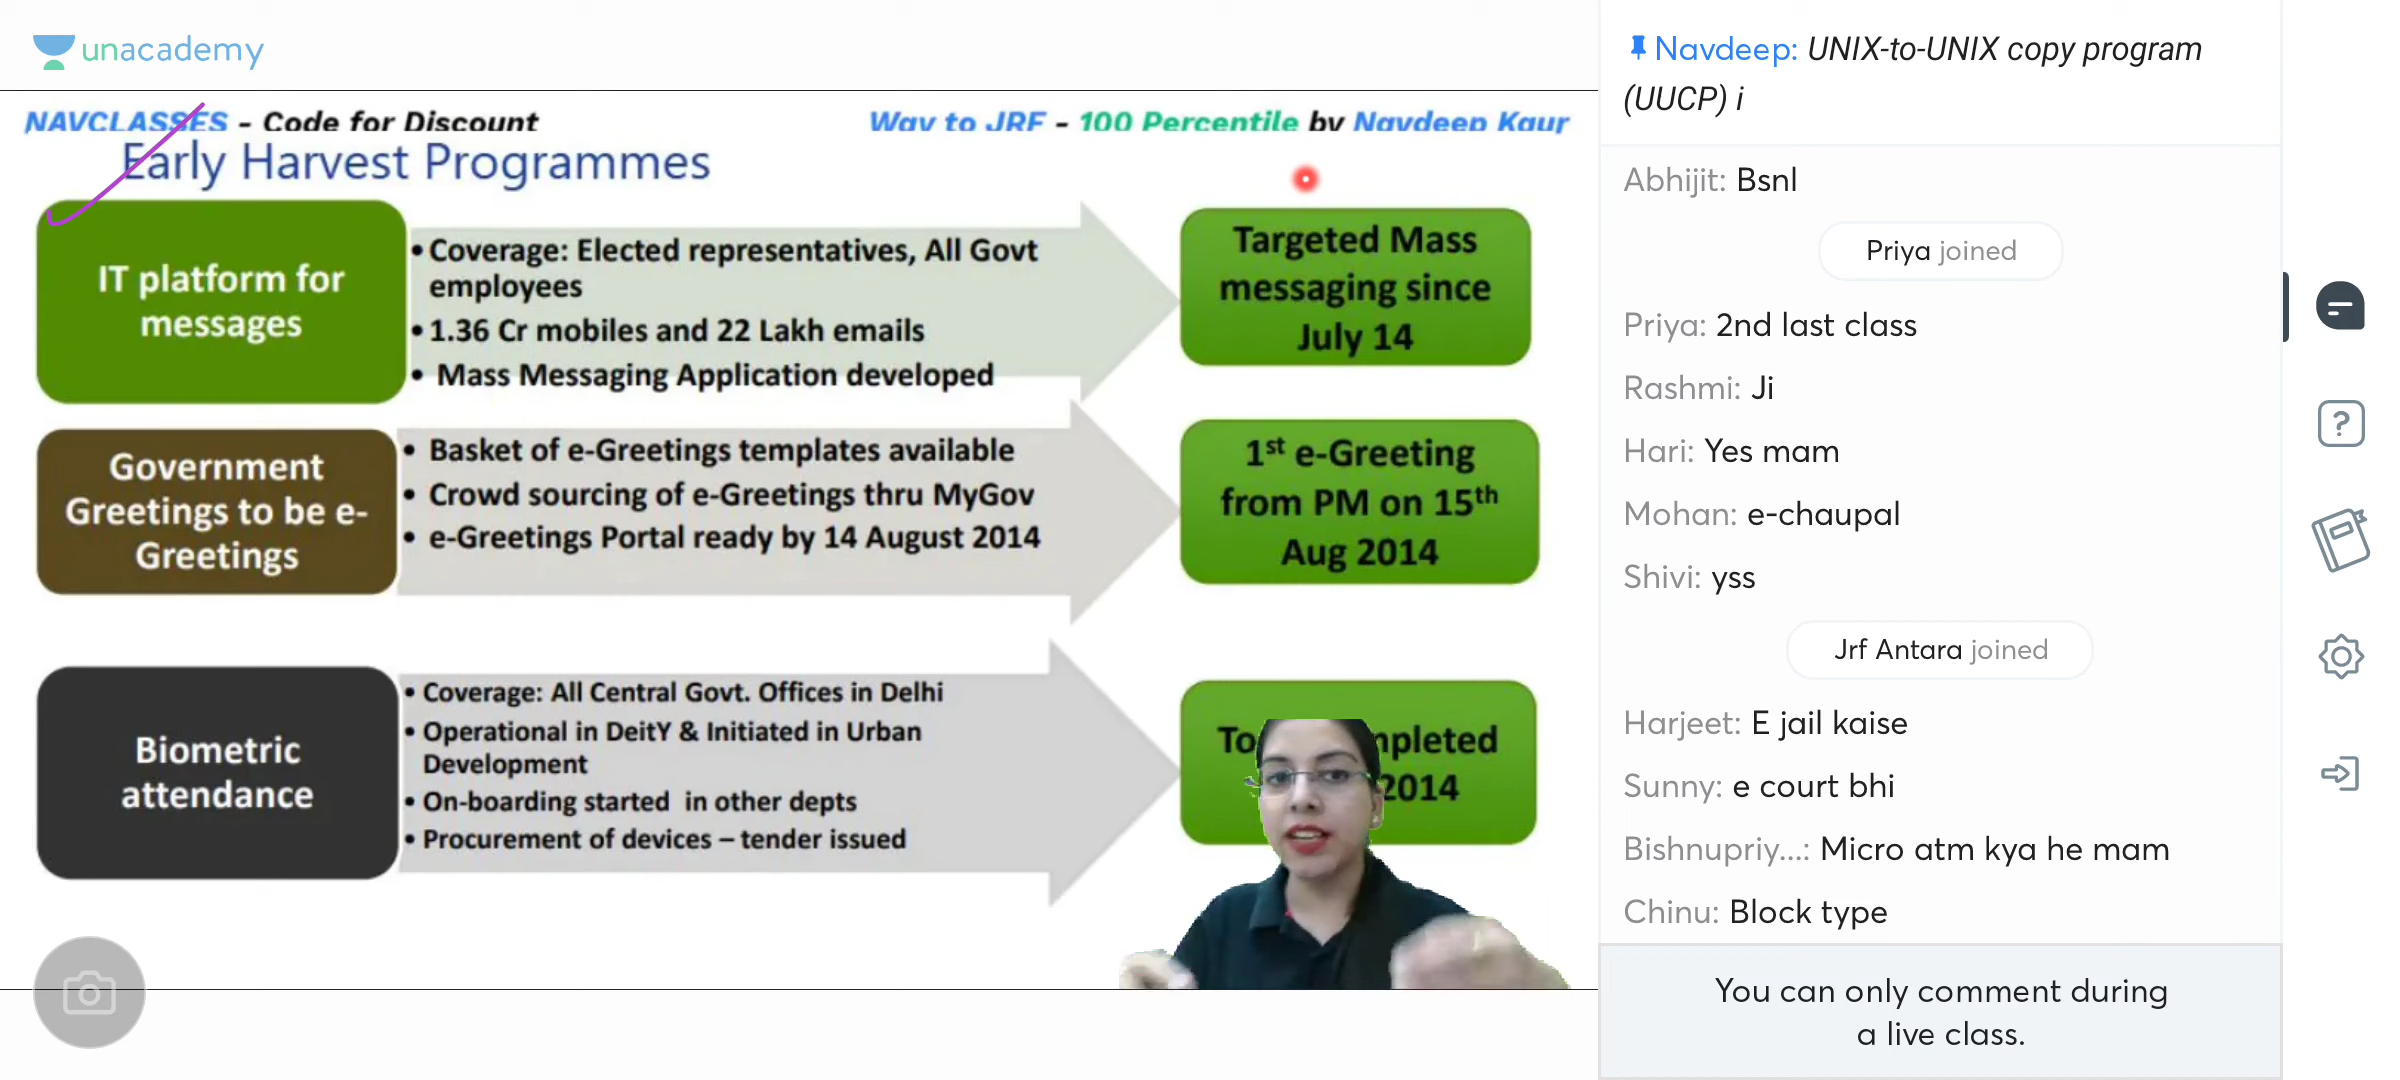 unacademy
NAVCLASSES - Code for Discount
Way to JRF - 100 Percentile by Navdeep Kaur
Early Harvest Programmes
IT platform for
messages
• Coverage: Elected representatives, All Govt
employees
• 1.36 Cr mobiles and 22 Lakh emails
• Mass Messaging Application developed
Targeted Mass
messaging since
July 14
Government
Greetings to be e-
Greetings
• Basket of e-Greetings templates available
• Crowd sourcing of e-Greetings thru MyGov
• e-Greetings Portal ready by 14 August 2014
1st e-Greeting
from PM on 15th
Aug 2014
Biometric
attendance
• Coverage: All Central Govt. Offices in Delhi
• Operational in DeitY & Initiated in Urban
Development
• On-boarding started in other depts
• Procurement of devices – tender issued
To
2014
Navdeep: UNIX-to-UNIX copy program
(UUCP) i
Abhijit: Bsnl
Priya joined
Priya: 2nd last class
Rashmi: Ji
Hari: Yes mam
Mohan: e-chaupal
Shivi: yss
Jrf Antara joined
Harjeet: E jail kaise
Sunny: e court bhi
Bishnupriy...: Micro atm kya he mam
Chinu: Block type
You can only comment during
a live class.